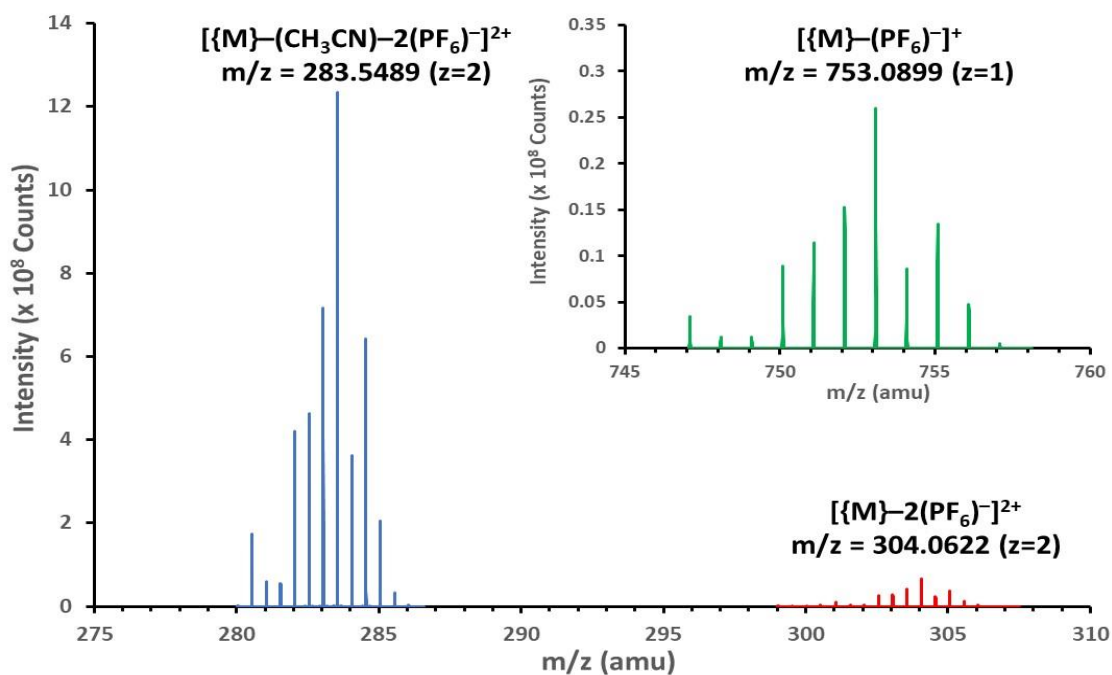 [{M}–(CH₃CN)–2(PF₆)⁻]²⁺
m/z = 283.5489 (z=2)
[{M}–(PF₆)⁻]⁺
m/z = 753.0899 (z=1)
[{M}–2(PF₆)⁻]²⁺
m/z = 304.0622 (z=2)
Intensity (x 10⁸ Counts)
14
12
10
8
6
4
2
0
275
280
285
290
295
300
305
310
m/z (amu)
Intensity (x 10⁸ Counts)
0.35
0.3
0.25
0.2
0.15
0.1
0.05
0
745
750
755
760
m/z (amu)